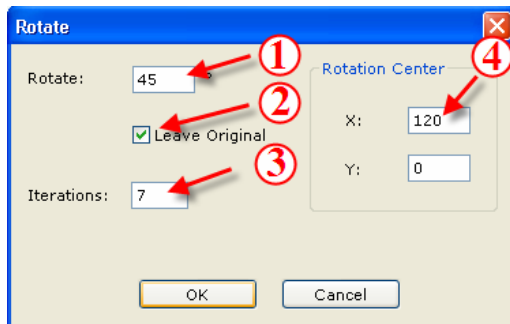 Rotate
Rotate: 45 °
1
Rotation Center
4
2
Leave Original
X: 120
3
Y: 0
Iterations: 7
OK Cancel